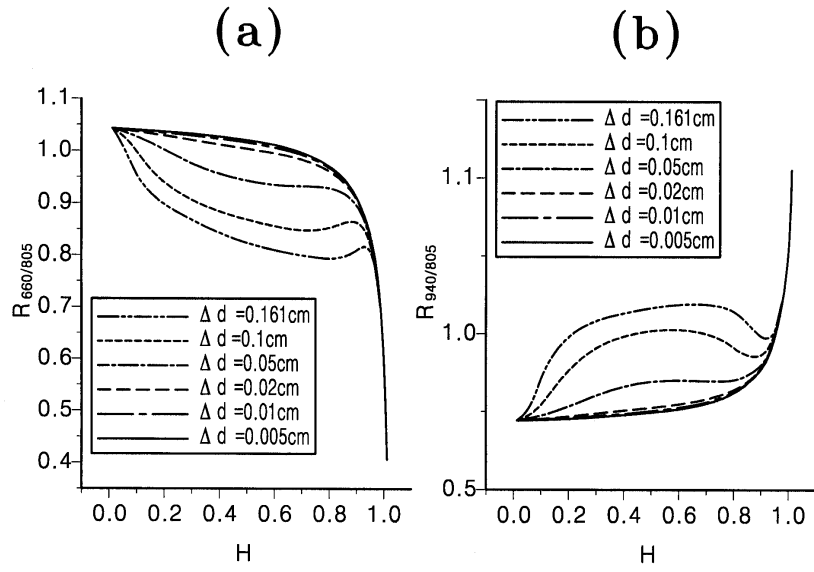 (a)
1.1
1.0
0.9
0.8
0.7
0.6
0.5
0.4
R660/805
Δ d =0.161cm
Δ d=0.1cm
Δ d =0.05cm
Δ d =0.02cm
Δ d =0.01cm
Δ d =0.005cm
0.0 0.2 0.4 0.6 0.8 1.0
H
(b)
1.1
1.0
0.5
R940/805
Δ d =0.161cm
Δ d =0.1cm
Δ d =0.05cm
Δ d =0.02cm
Δ d =0.01cm
Δ d =0.005cm
0.0 0.2 0.4 0.6 0.8 1.0
H